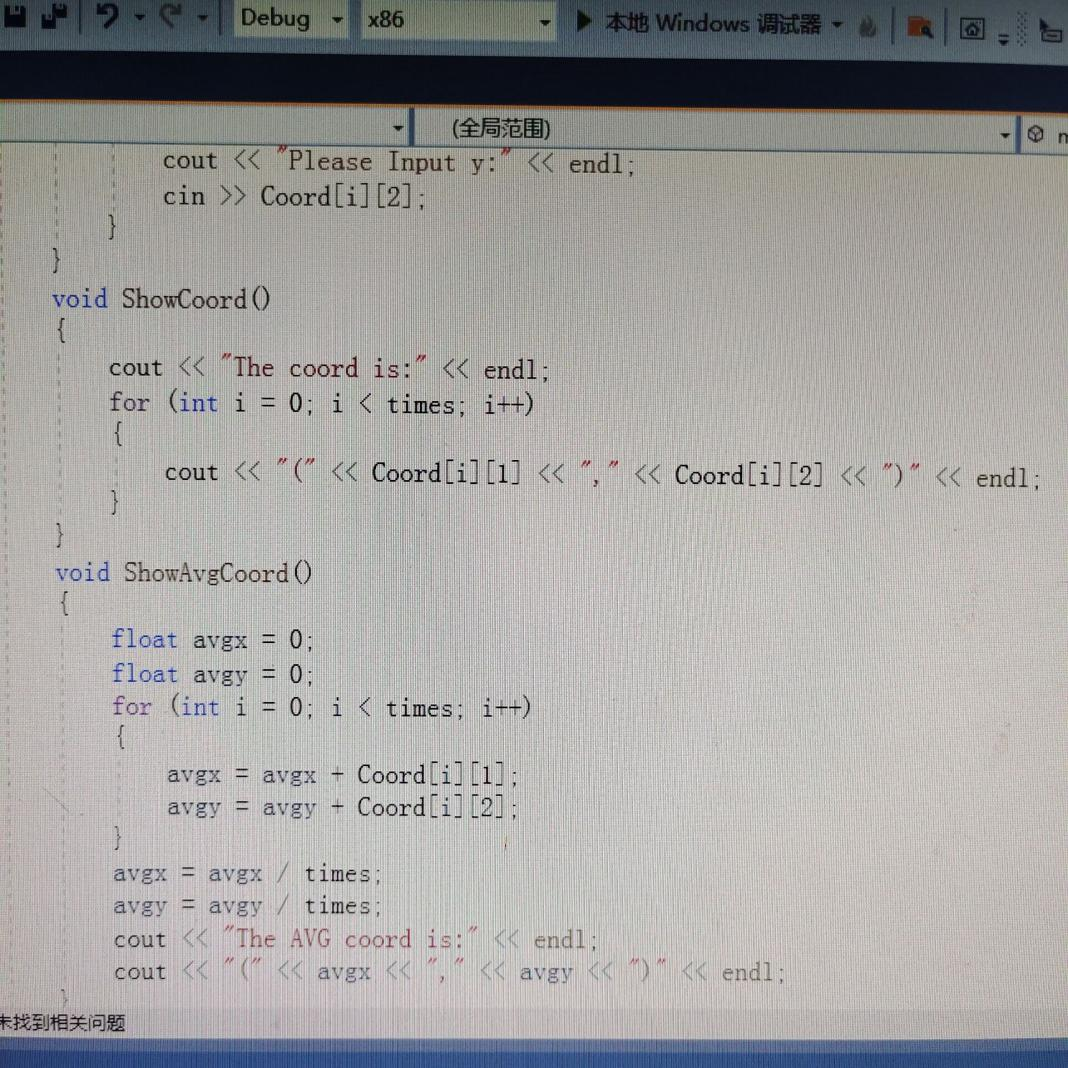 Debug x86 本地 Windows 调试器
(全局范围)
cout << "Please Input y:" << endl;
cin >> Coord[i][2];
}
}
void ShowCoord()
{
cout << "The coord is:" << endl;
for (int i = 0; i < times; i++)
{
cout << "(" << Coord[i][1] << "," << Coord[i][2] << ")" << endl;
}
}
void ShowAvgCoord()
{
float avgx = 0;
float avgy = 0;
for (int i = 0; i < times; i++)
{
avgx = avgx + Coord[i][1];
avgy = avgy + Coord[i][2];
}
avgx = avgx / times;
avgy = avgy / times;
cout << "The AVG coord is:" << endl;
cout << "(" << avgx << "," << avgy << ")" << endl;
}
未找到相关问题